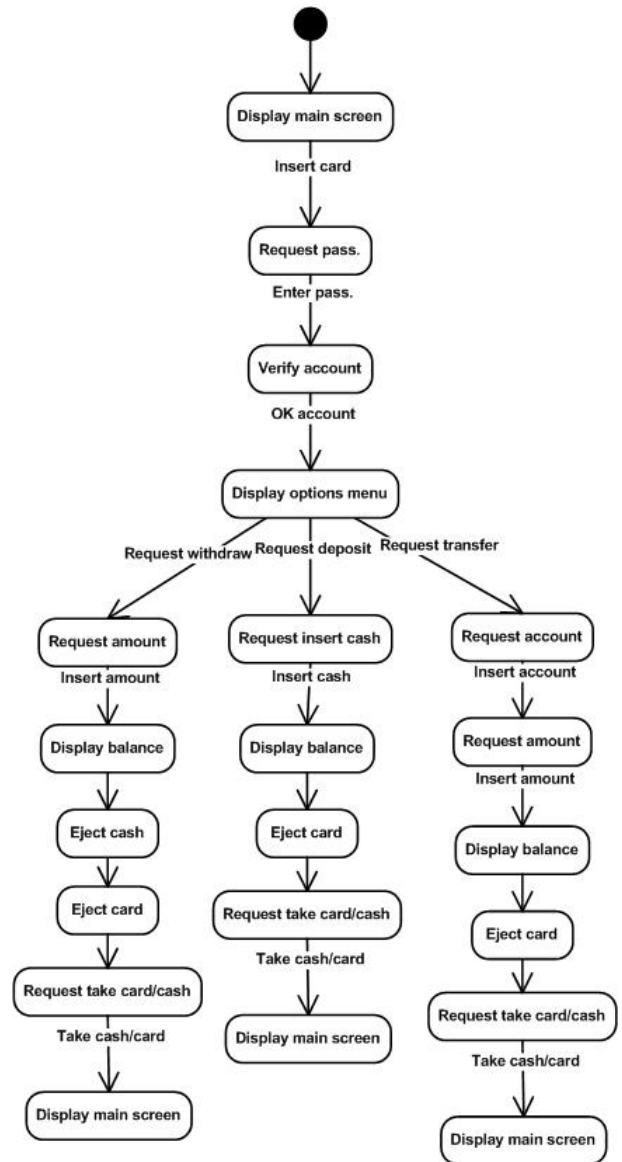 Display main screen
Insert card
Request pass.
Enter pass.
Verify account
OK account
Display options menu
Request withdraw
Request deposit
Request transfer
Request amount
Insert amount
Display balance
Eject cash
Eject card
Request take card/cash
Take cash/card
Display main screen
Request insert cash
Insert cash
Display balance
Eject card
Request take card/cash
Take cash/card
Display main screen
Request account
Insert account
Request amount
Insert amount
Display balance
Eject card
Request take card/cash
Take cash/card
Display main screen